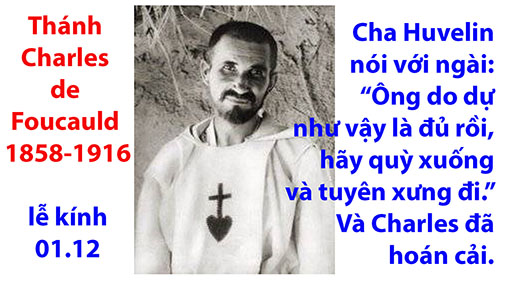 Thánh
Charles
de
Foucauld
1858-1916
lễ kính
01.12
Cha Huvelin
nói với ngài:
“Ông do dự
như vậy là đủ rồi,
hãy quỳ xuống
và tuyên xưng đi.”
Và Charles đã
hoán cải.